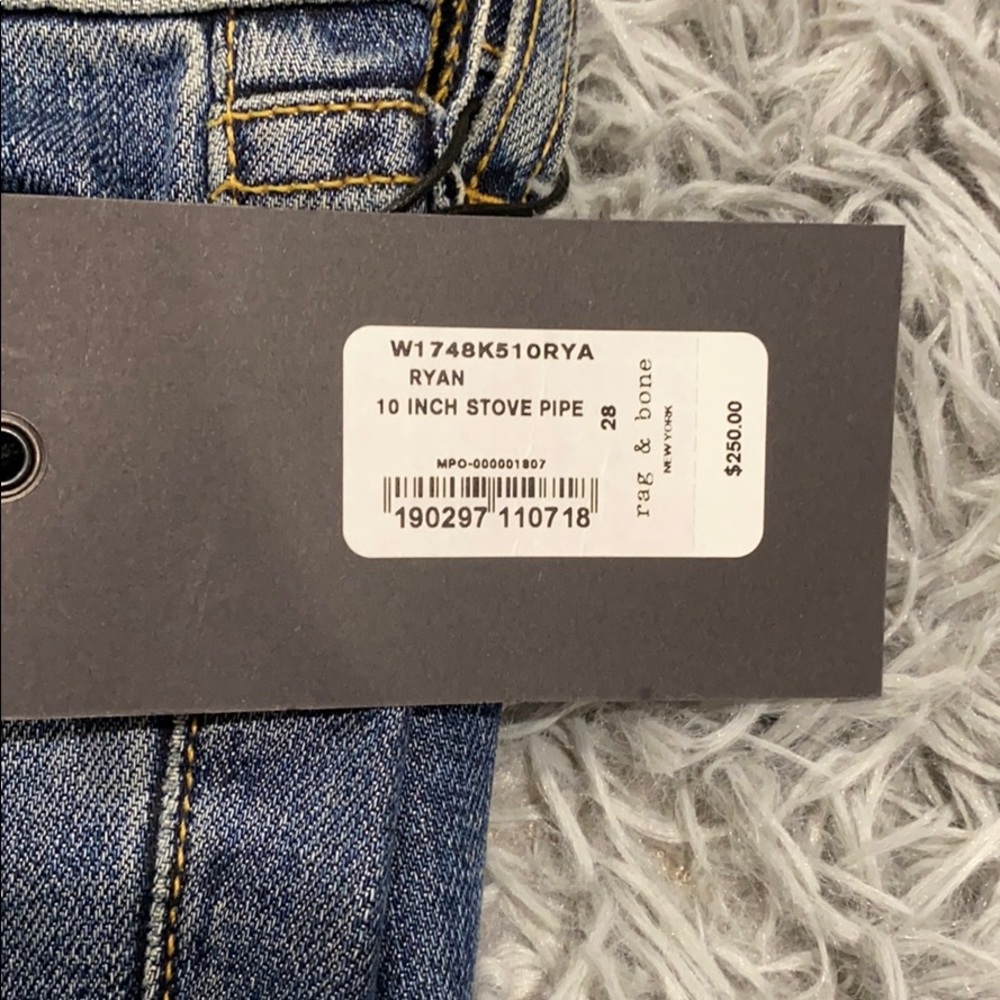 W1748K510RYA
RYAN
10 INCH STOVE PIPE
28
MPO-000001807
190297 110718
rag & bone
NEW YORK
$250.00